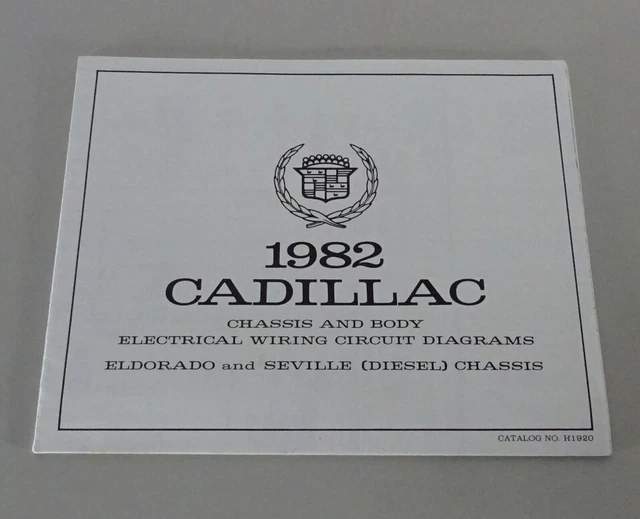 1982
CADILLAC
CHASSIS AND BODY
ELECTRICAL WIRING CIRCUIT DIAGRAMS
ELDORADO and SEVILLE (DIESEL) CHASSIS
CATALOG NO. H1920